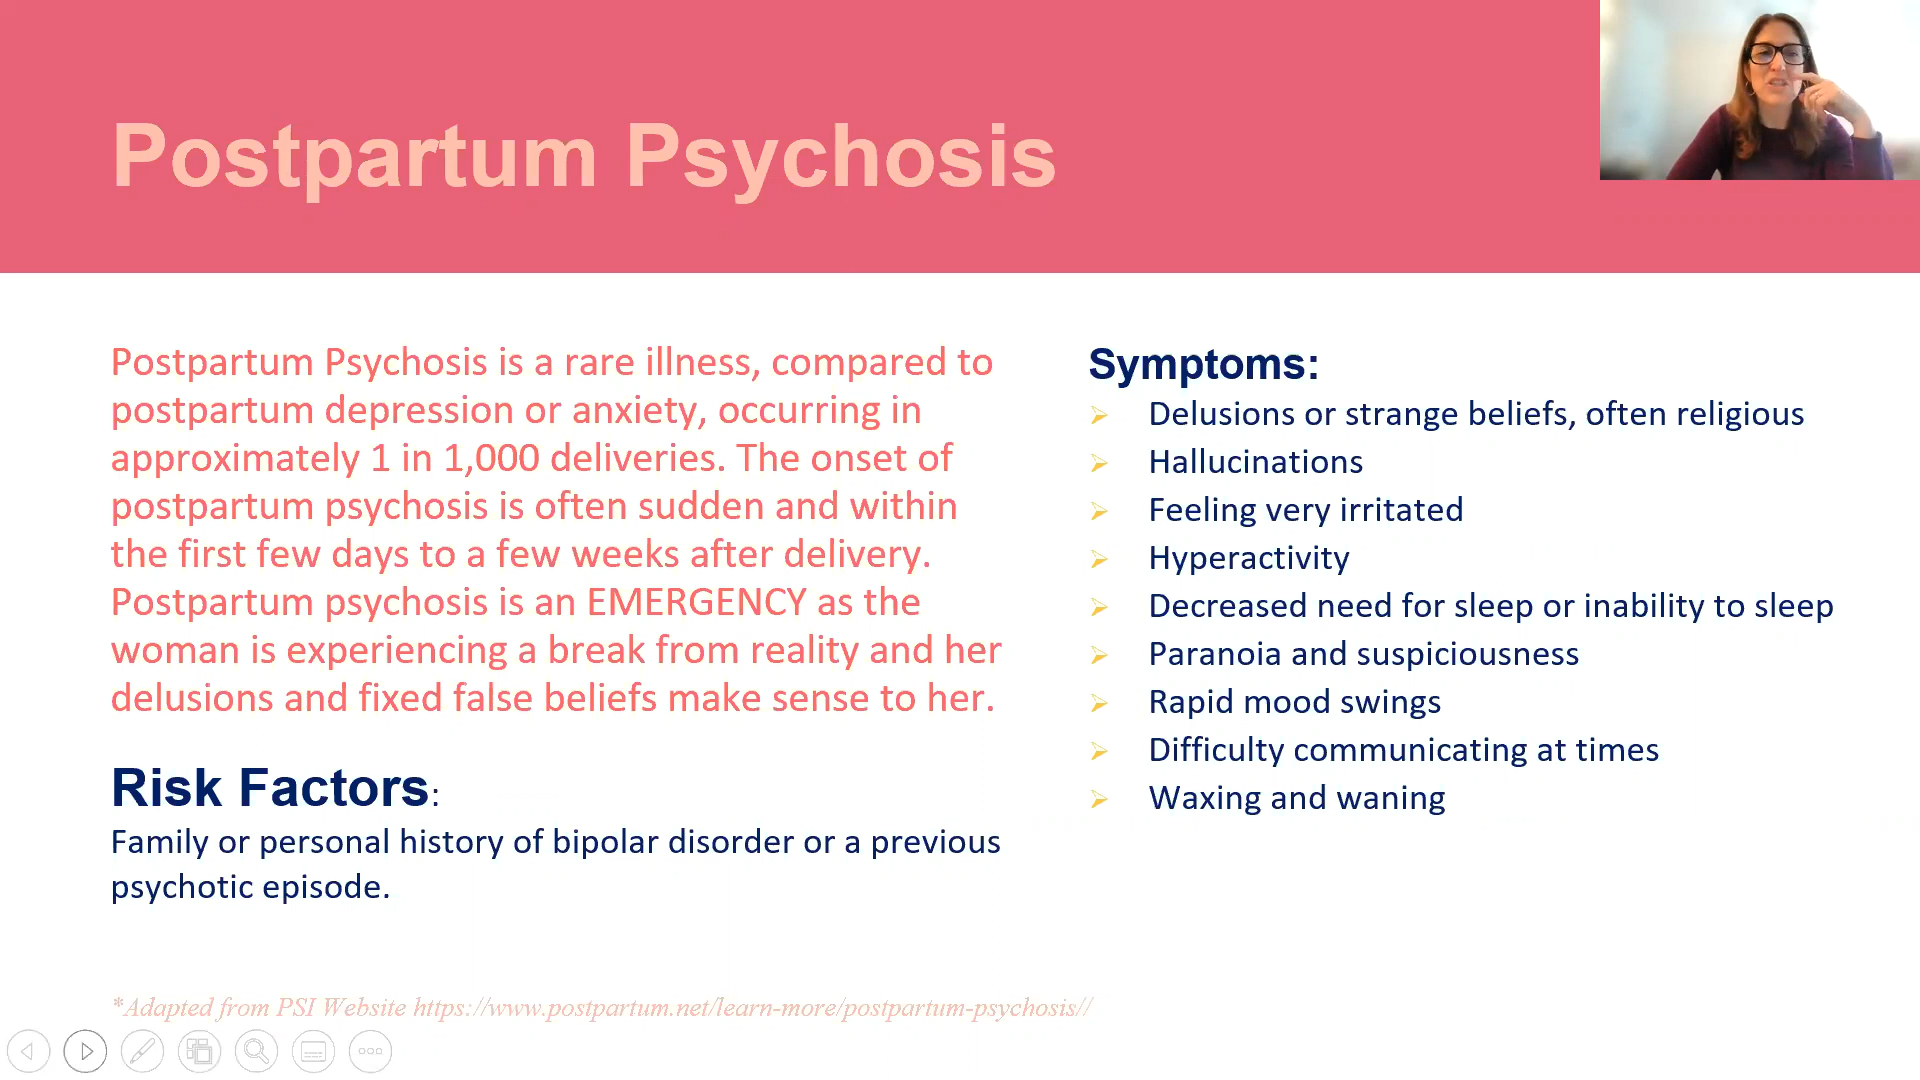 Postpartum Psychosis
Postpartum Psychosis is a rare illness, compared to
postpartum depression or anxiety, occurring in
approximately 1 in 1,000 deliveries. The onset of
postpartum psychosis is often sudden and within
the first few days to a few weeks after delivery.
Postpartum psychosis is an EMERGENCY as the
woman is experiencing a break from reality and her
delusions and fixed false beliefs make sense to her.
Risk Factors:
Family or personal history of bipolar disorder or a previous
psychotic episode.
Symptoms:
Delusions or strange beliefs, often religious
Hallucinations
Feeling very irritated
Hyperactivity
Decreased need for sleep or inability to sleep
Paranoia and suspiciousness
Rapid mood swings
Difficulty communicating at times
Waxing and waning
*Adapted from PSI Website https://www.postpartum.net/learn-more/postpartum-psychosis//